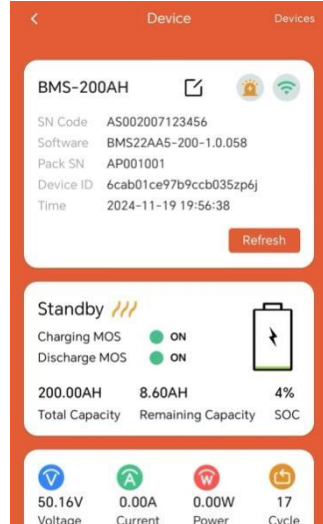 Device
Devices
BMS-200AH
SN Code AS002007123456
Software BMS22AA5-200-1.0.058
Pack SN AP001001
Device ID 6cab01ce97b9ccb035zp6j
Time 2024-11-19 19:56:38
Refresh
Standby
Charging MOS ON
Discharge MOS ON
200.00AH 8.60AH 4%
Total Capacity Remaining Capacity SOC
V A W
50.16V 0.00A 0.00W 17
Voltage Current Power Cycle